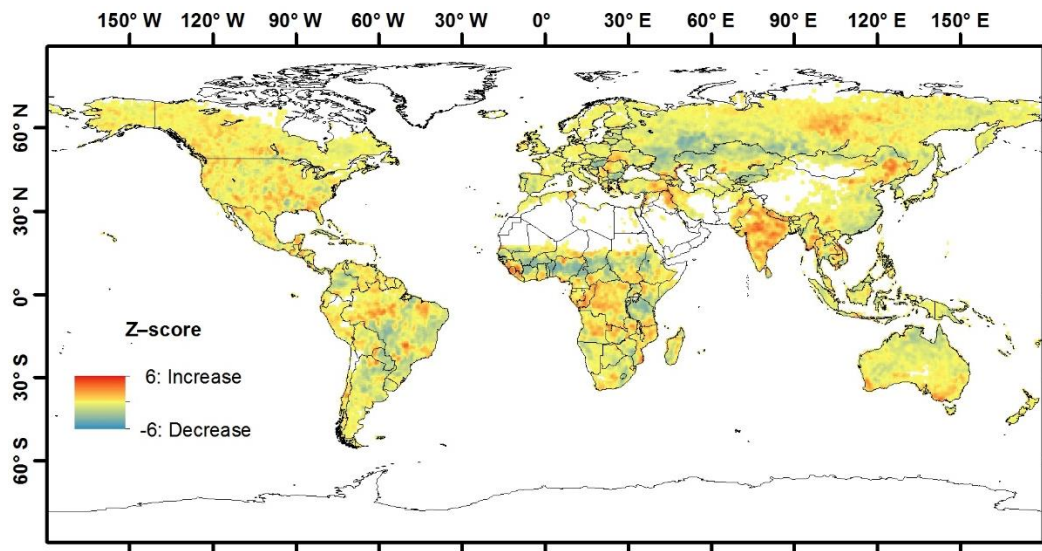 150° W 120° W 90° W 60° W 30° W 0° 30° E 60 E 90 E 120° E 150° E
60° N
30° N
0°
30° S
60° S
Z–score
6: Increase
-6: Decrease